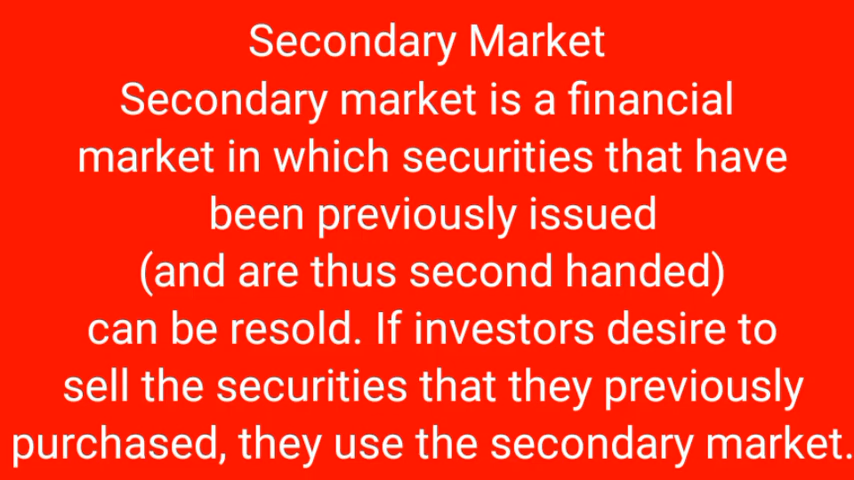 Secondary Market
Secondary market is a financial
market in which securities that have
been previously issued
(and are thus second handed)
can be resold. If investors desire to
sell the securities that they previously
purchased, they use the secondary market.